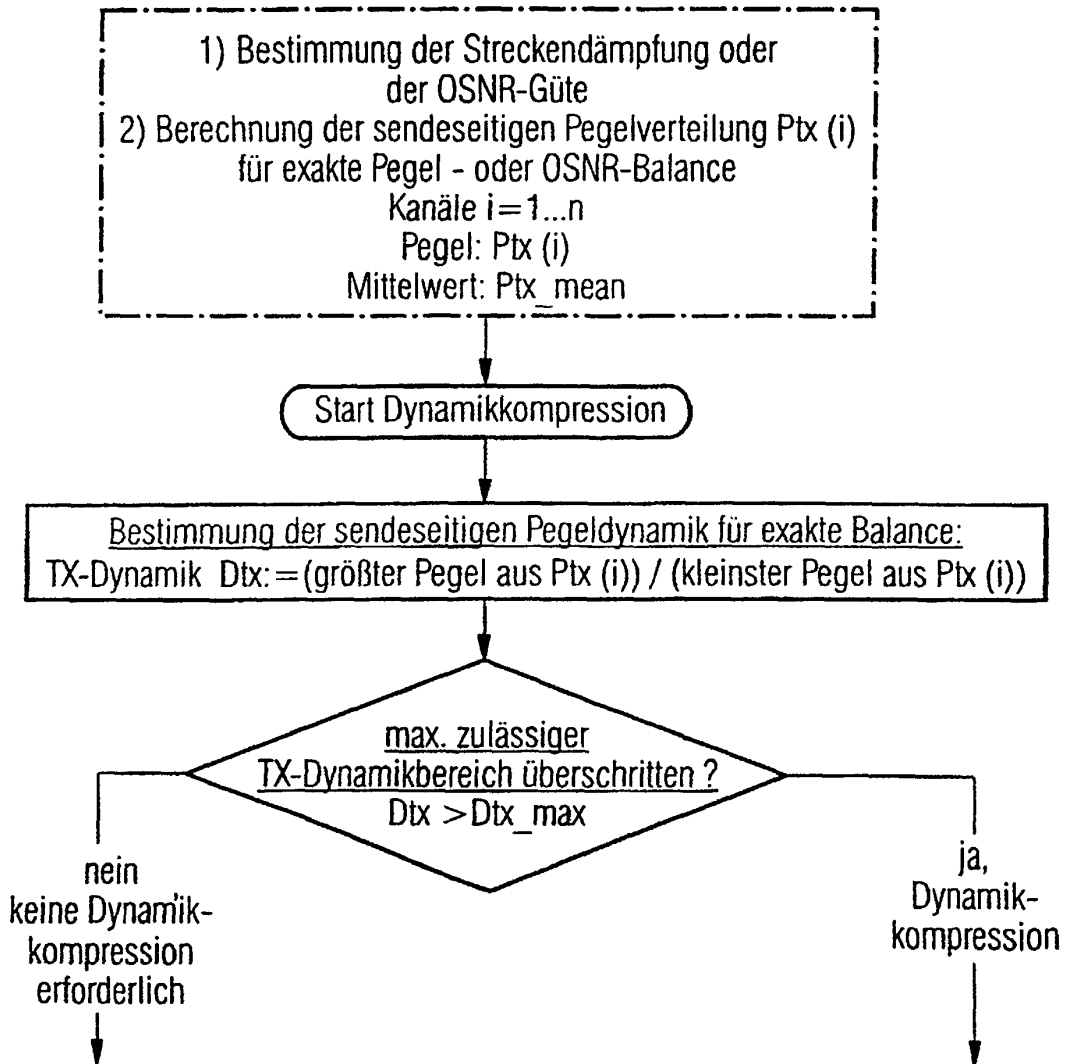 1) Bestimmung der Streckendämpfung oder
der OSNR-Güte
2) Berechnung der sendeseitigen Pegelverteilung Ptx (i)
für exakte Pegel - oder OSNR-Balance
Kanäle i=1...n
Pegel: Ptx (i)
Mittelwert: Ptx_mean
Start Dynamikkompression
Bestimmung der sendeseitigen Pegeldynamik für exakte Balance:
TX-Dynamik Dtx:=(größter Pegel aus Ptx (i)) / (kleinster Pegel aus Ptx (i))
max. zulässiger
TX-Dynamikbereich überschritten ?
Dtx >Dtx_max
nein
keine Dynamik-
kompression
erforderlich
ja,
Dynamik-
kompression